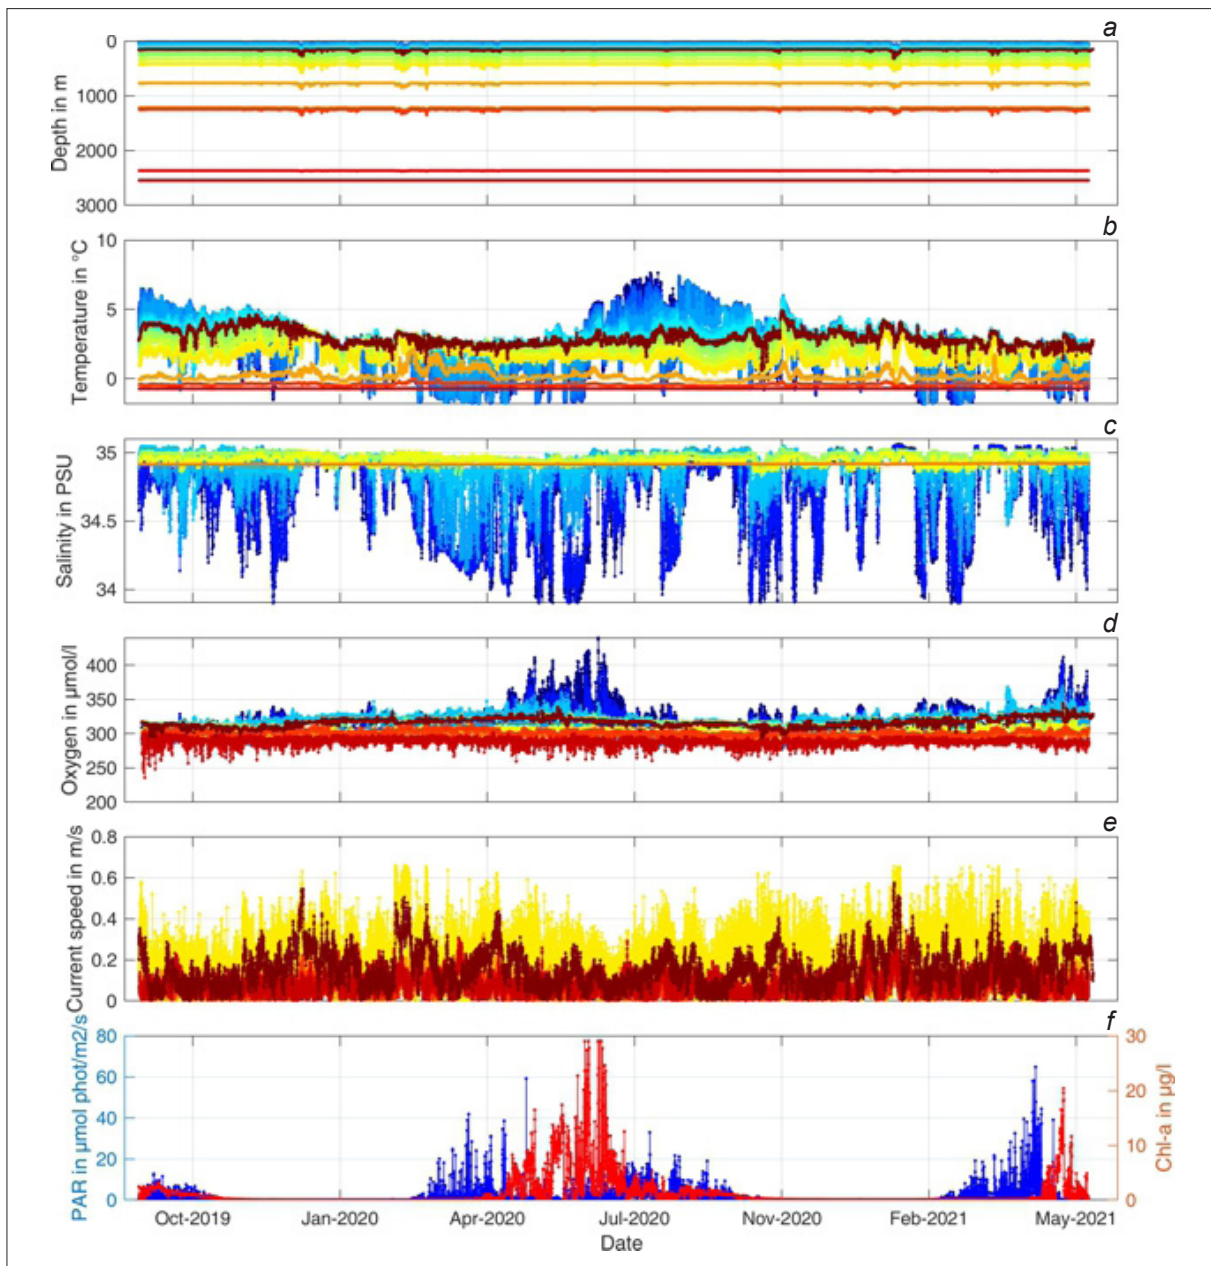 a
0
1000
2000
3000
Depth in m
b
10
5
0
Temperature in °C
c
35
34.5
34
Salinity in PSU
d
400
350
300
250
200
Oxygen in µmol/l
e
0.8
0.6
0.4
0.2
0
Current speed in m/s
f
80
60
40
20
0
PAR in µmol phot/m2/s
30
20
10
0
Chl-a in µg/l
Oct-2019 Jan-2020 Apr-2020 Jul-2020 Nov-2020 Feb-2021 May-2021
Date